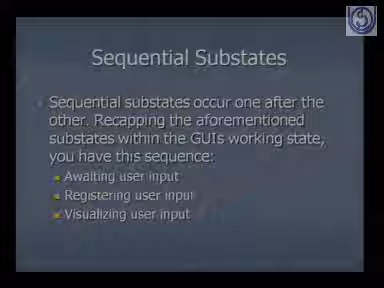 Sequential Substates
Sequential substates occur one after the
other. Recapping the aforementioned
substates within the GUIs working state,
you have this sequence:
Awaiting user input
Registering user input
Visualizing user input